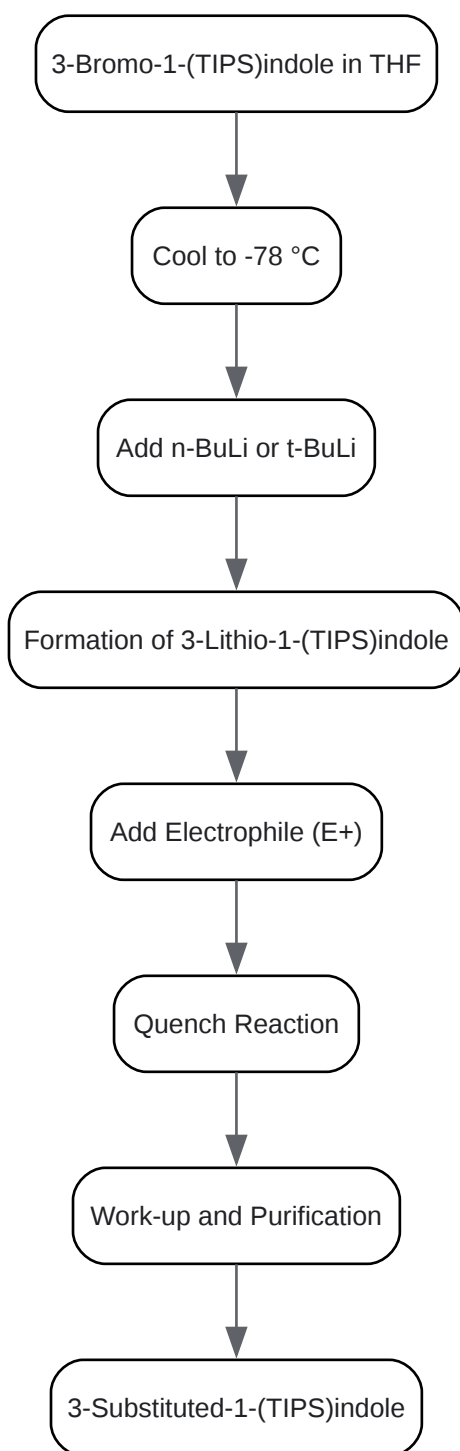 3-Bromo-1-(TIPS)indole in THF
Cool to -78 °C
Add n-BuLi or t-BuLi
Formation of 3-Lithio-1-(TIPS)indole
Add Electrophile (E+)
Quench Reaction
Work-up and Purification
3-Substituted-1-(TIPS)indole